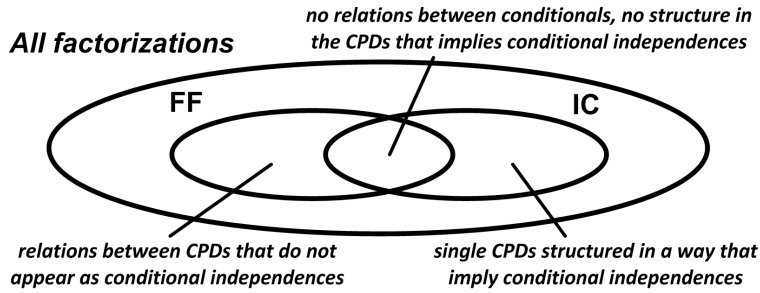 no relations between conditionals, no structure in
the CPDs that implies conditional independences
All factorizations
FF
IC
relations between CPDs that do not
appear as conditional independences
single CPDs structured in a way that
imply conditional independences